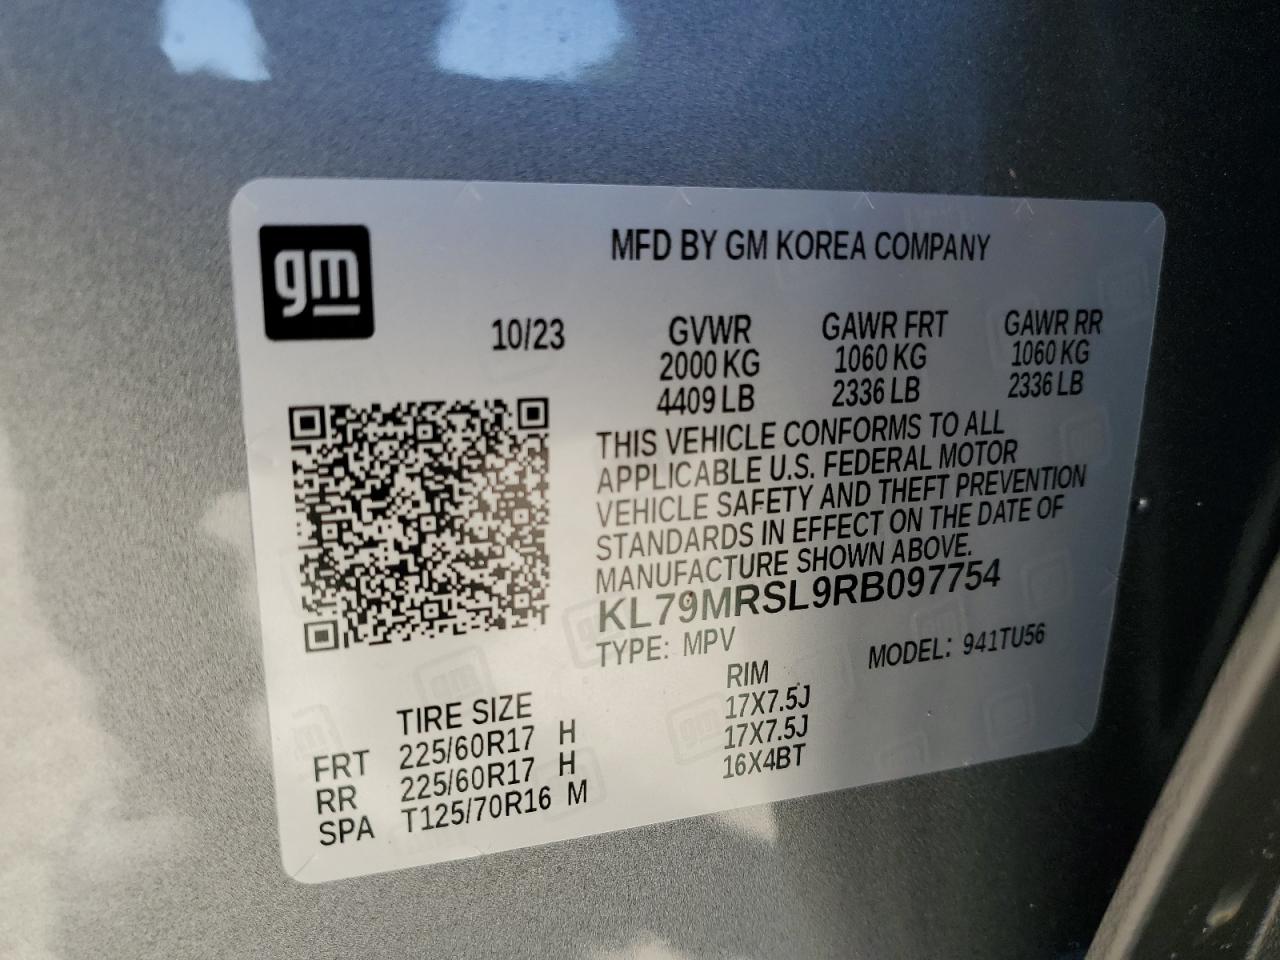 gm
MFD BY GM KOREA COMPANY
10/23 GVWR GAWR FRT GAWR RR
2000 KG 1060 KG 1060 KG
4409 LB 2336 LB 2336 LB
THIS VEHICLE CONFORMS TO ALL
APPLICABLE U.S. FEDERAL MOTOR
VEHICLE SAFETY AND THEFT PREVENTION
STANDARDS IN EFFECT ON THE DATE OF
MANUFACTURE SHOWN ABOVE.
KL79MRSL9RB097754
TYPE: MPV MODEL: 941TU56
TIRE SIZE RIM
FRT 225/60R17 H 17X7.5J
RR 225/60R17 H 17X7.5J
SPA T125/70R16 M 16X4BT